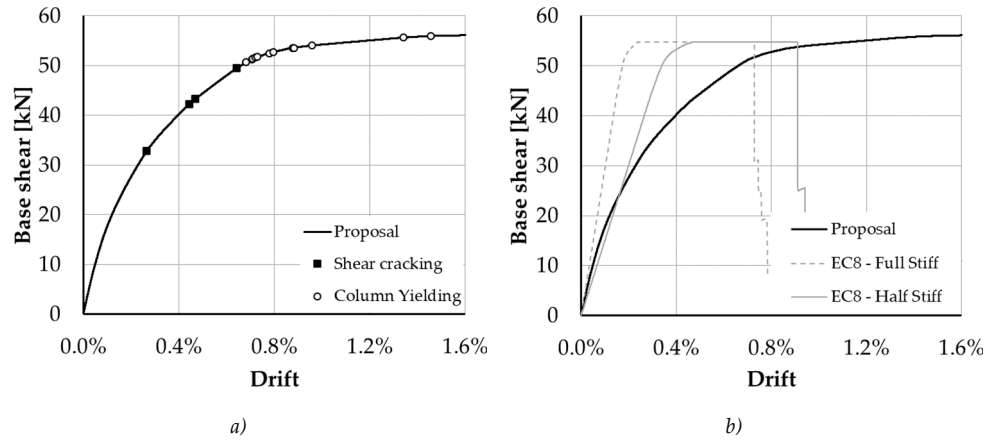 Base shear [kN]
60
50
40
30
20
10
0
Proposal
Shear cracking
Column Yielding
0.0% 0.4% 0.8% 1.2% 1.6%
Drift
a)
Base shear [kN]
60
50
40
30
20
10
0
Proposal
EC8 - Full Stiff
EC8 - Half Stiff
0.0% 0.4% 0.8% 1.2% 1.6%
Drift
b)